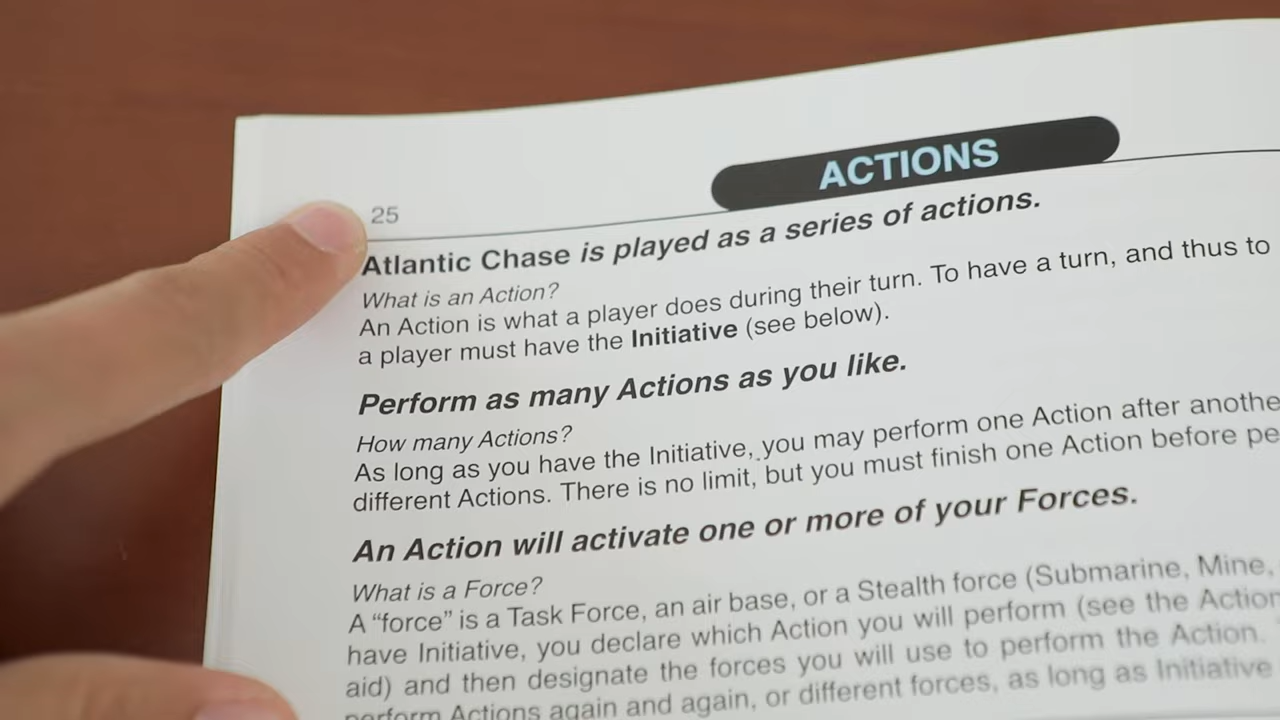 25
ACTIONS
Atlantic Chase is played as a series of actions.
What is an Action?
An Action is what a player does during their turn. To have a turn, and thus to
a player must have the Initiative (see below).
Perform as many Actions as you like.
How many Actions?
As long as you have the Initiative, you may perform one Action after anothe
different Actions. There is no limit, but you must finish one Action before pe
An Action will activate one or more of your Forces.
What is a Force?
A “force” is a Task Force, an air base, or a Stealth force (Submarine, Mine,
have Initiative, you declare which Action you will perform (see the Action
aid) and then designate the forces you will use to perform the Action.
perform Actions again and again, or different forces, as long as Initiative